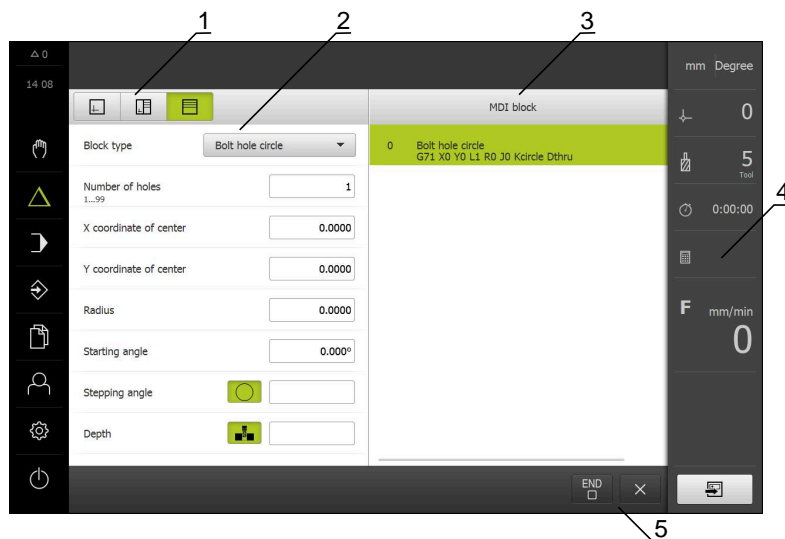 1
2
3
0
14 08
mm Degree
MDI block
0
Block type
Bolt hole circle
0 Bolt hole circle
G71 X0 Y0 L1 R0 J0 Kcircle Dthru
5
Tool
Number of holes
1...99
1
4
0:00:00
X coordinate of center
0.0000
Y coordinate of center
0.0000
Radius
0.0000
F mm/min
0
Starting angle
0.000°
Stepping angle
Depth
END
5